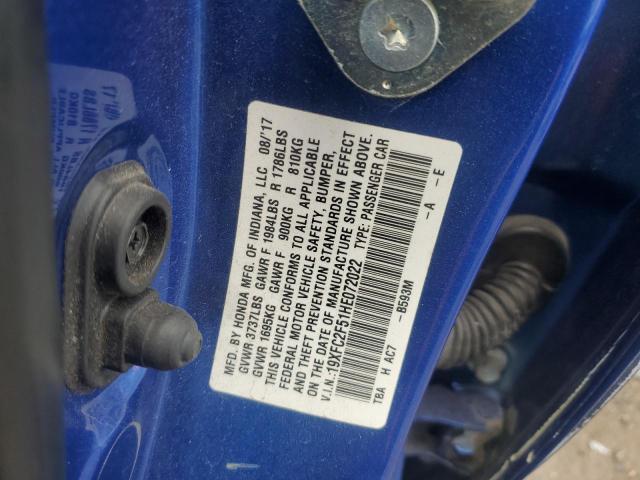 MFD. BY HONDA MFG. OF INDIANA, LLC 08/'17
GVWR 3737LBS GAWR F 1984LBS R 1786LBS
GVWR 1695KG GAWR F 900KG R 810KG
THIS VEHICLE CONFORMS TO ALL APPLICABLE
FEDERAL MOTOR VEHICLE SAFETY, BUMPER,
AND THEFT PREVENTION STANDARDS IN EFFECT
ON THE DATE OF MANUFACTURE SHOWN ABOVE.
V.I.N.:19XFC2F51HE072022 TYPE: PASSENGER CAR
TBA H AC7 -B593M -A -E